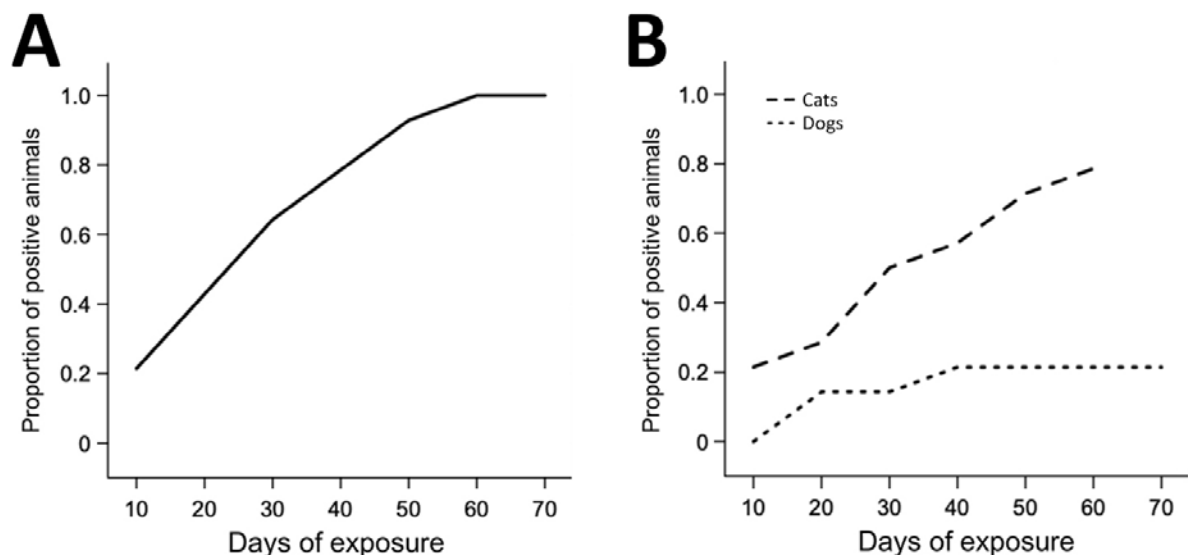 A
Proportion of positive animals
1.0
0.8
0.6
0.4
0.2
0
10 20 30 40 50 60 70
Days of exposure
B
Proportion of positive animals
1.0
0.8
0.6
0.4
0.2
0
Cats
Dogs
10 20 30 40 50 60 70
Days of exposure